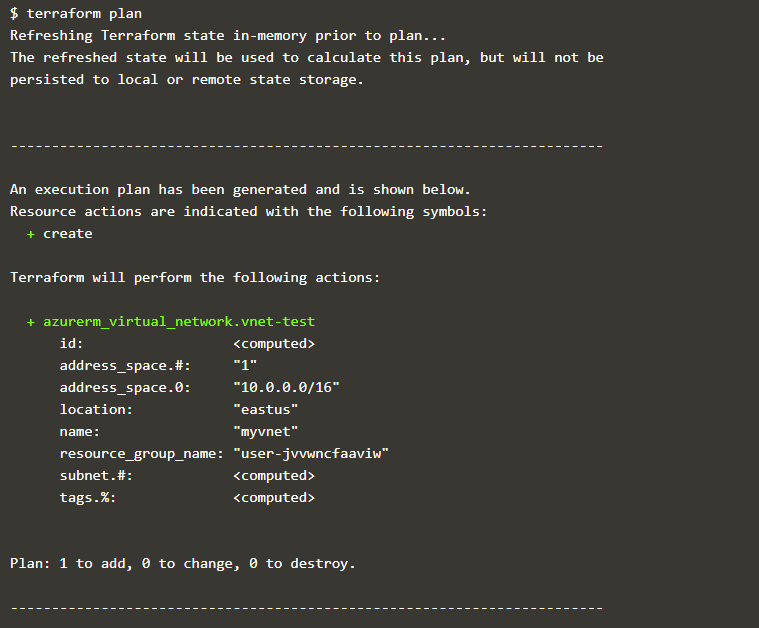 $ terraform plan
Refreshing Terraform state in-memory prior to plan...
The refreshed state will be used to calculate this plan, but will not be
persisted to local or remote state storage.
------------------------------------------------------------------------
An execution plan has been generated and is shown below.
Resource actions are indicated with the following symbols:
  + create
Terraform will perform the following actions:
  + azurerm_virtual_network.vnet-test
      id:                  <computed>
      address_space.#:     "1"
      address_space.0:     "10.0.0.0/16"
      location:            "eastus"
      name:                "myvnet"
      resource_group_name: "user-jvvwncfaaviw"
      subnet.#:            <computed>
      tags.%:              <computed>
Plan: 1 to add, 0 to change, 0 to destroy.
------------------------------------------------------------------------